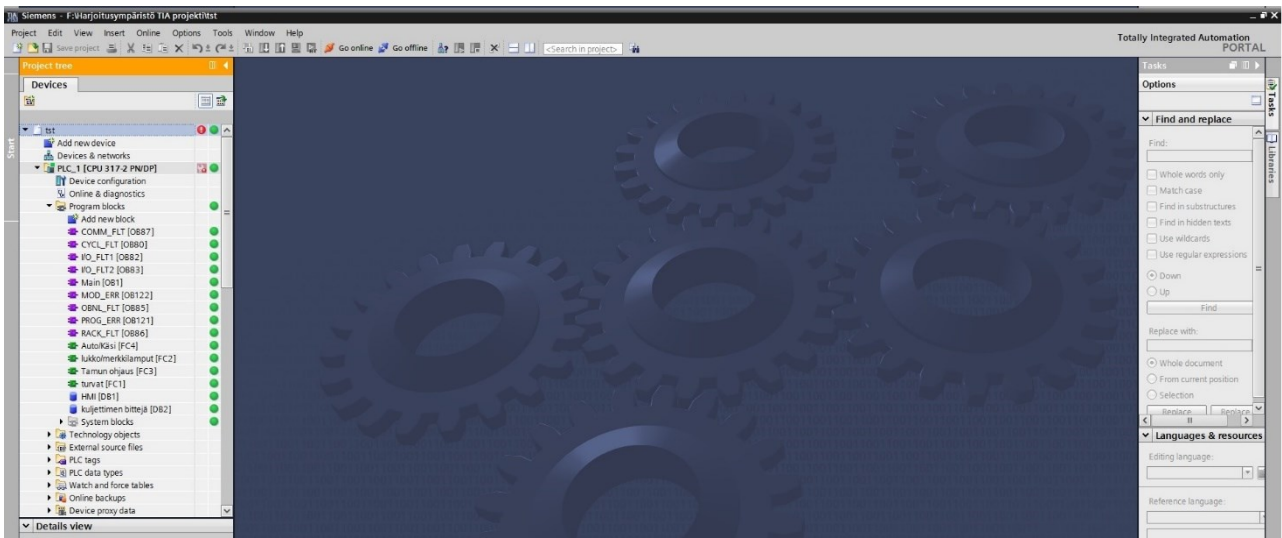 Siemens - F:\Harjoitusympäristö TIA projekti\tst
Project Edit View Insert Online Options Tools Window Help
Totally Integrated Automation
PORTAL
Save project
Go online
Go offline
<Search in project>
Project tree
Devices
Start
tst
Add new device
Devices & networks
PLC_1 [CPU 317-2 PN/DP]
Device configuration
Online & diagnostics
Program blocks
Add new block
COMM_FLT [OB87]
CYCL_FLT [OB80]
I/O_FLT1 [OB82]
I/O_FLT2 [OB83]
Main [OB1]
MOD_ERR [OB122]
OBNL_FLT [OB85]
PROG_ERR [OB121]
RACK_FLT [OB86]
Auto/Käsi [FC4]
lukko/merkkilamput [FC2]
Tamun ohjaus [FC3]
turvat [FC1]
HMI [DB1]
kuljettimen bittejä [DB2]
System blocks
Technology objects
External source files
PLC tags
PLC data types
Watch and force tables
Online backups
Device proxy data
Details view
Tasks
Options
Find and replace
Find:
Whole words only
Match case
Find in substructures
Find in hidden texts
Use wildcards
Use regular expressions
Down
Up
Find
Replace with:
Whole document
From current position
Selection
Replace
Replace
Languages & resources
Editing language:
Reference language:
Tasks
Libraries